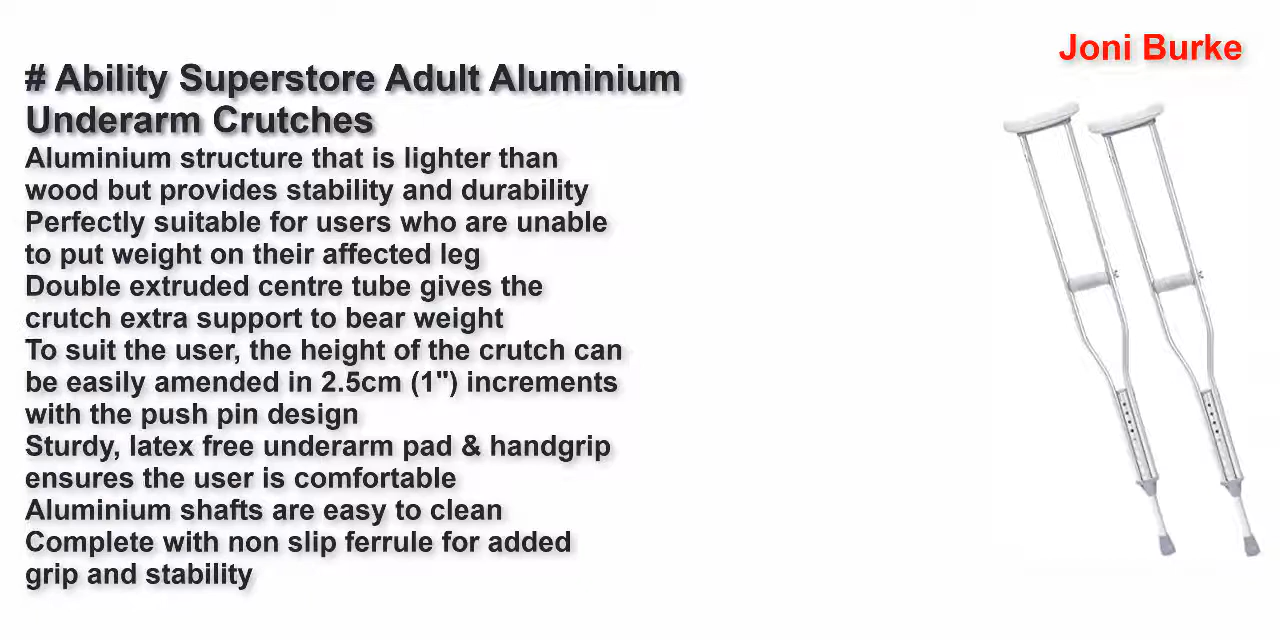 Joni Burke
# Ability Superstore Adult Aluminium
Underarm Crutches
Aluminium structure that is lighter than
wood but provides stability and durability
Perfectly suitable for users who are unable
to put weight on their affected leg
Double extruded centre tube gives the
crutch extra support to bear weight
To suit the user, the height of the crutch can
be easily amended in 2.5cm (1") increments
with the push pin design
Sturdy, latex free underarm pad & handgrip
ensures the user is comfortable
Aluminium shafts are easy to clean
Complete with non slip ferrule for added
grip and stability